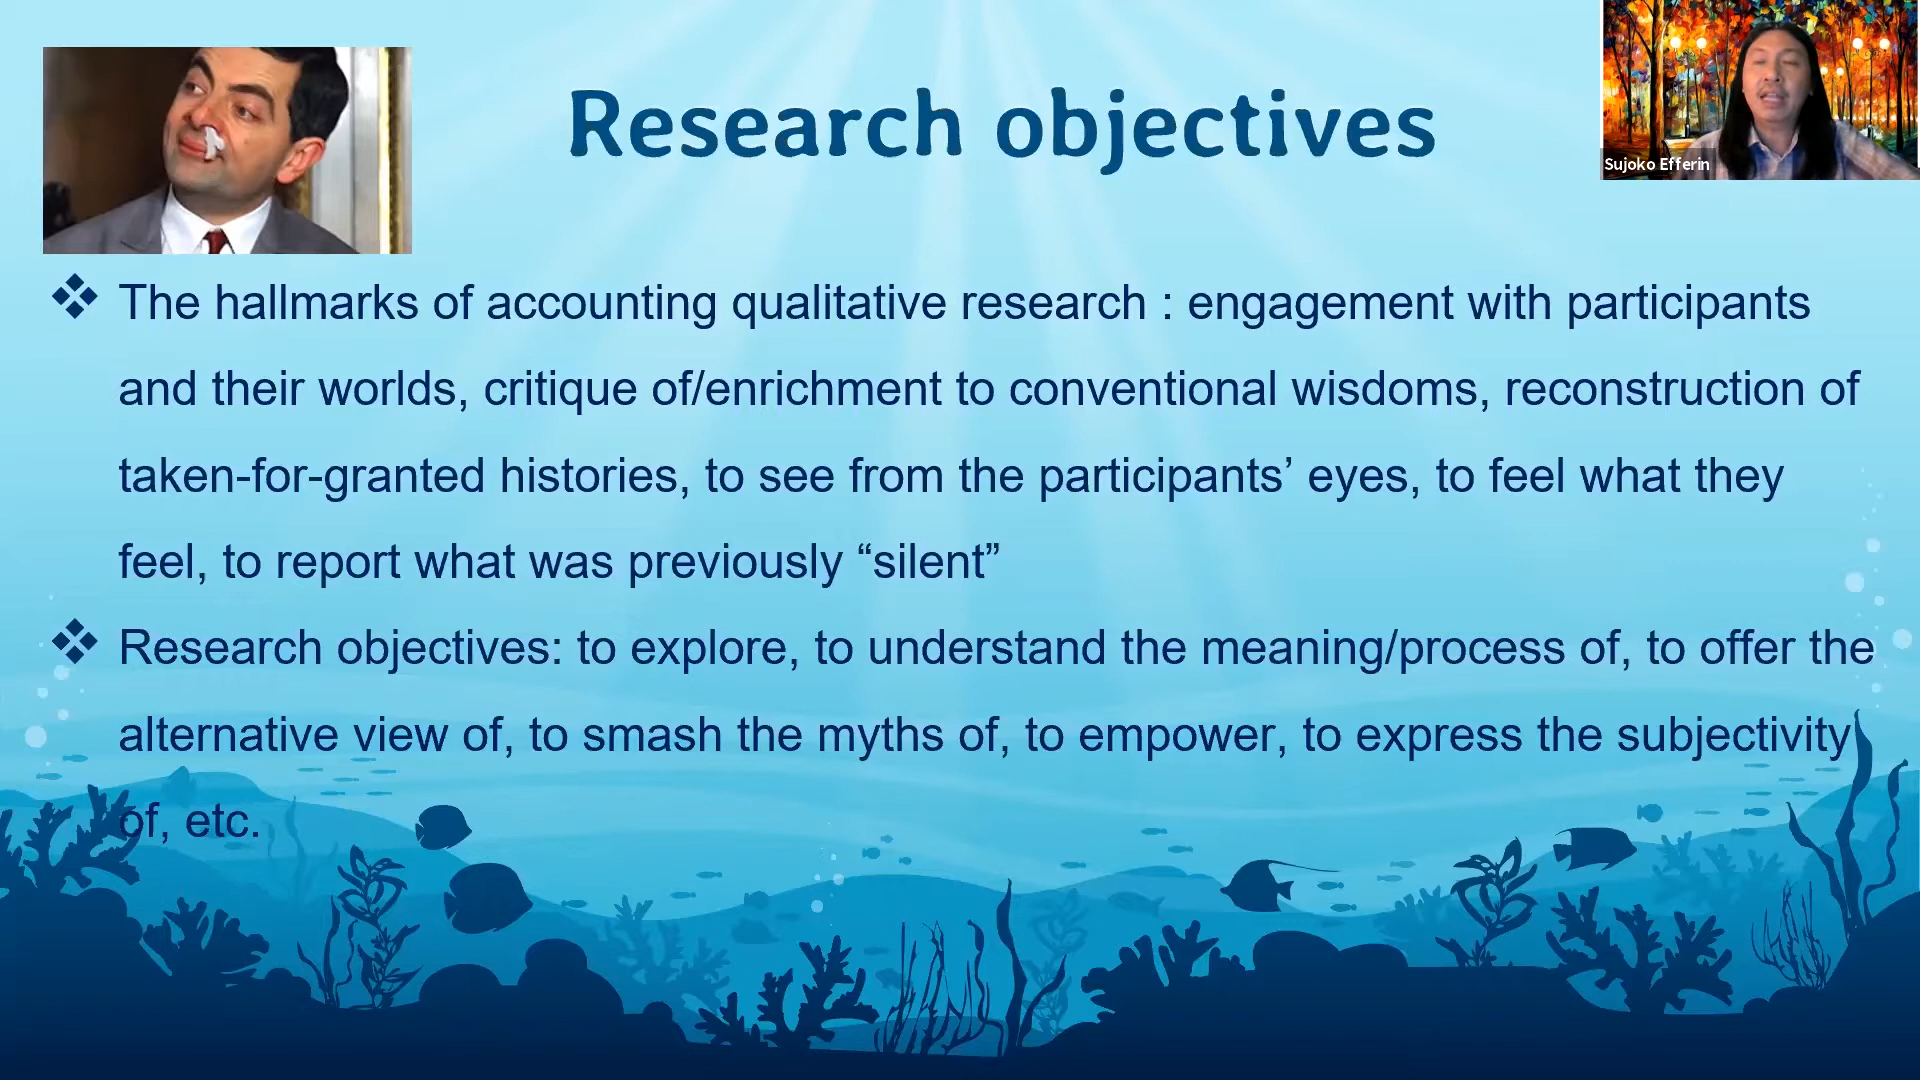 Research objectives
Sujoko Efferin
❖ The hallmarks of accounting qualitative research : engagement with participants
and their worlds, critique of/enrichment to conventional wisdoms, reconstruction of
taken-for-granted histories, to see from the participants’ eyes, to feel what they
feel, to report what was previously “silent”
❖ Research objectives: to explore, to understand the meaning/process of, to offer the
alternative view of, to smash the myths of, to empower, to express the subjectivity
of, etc.